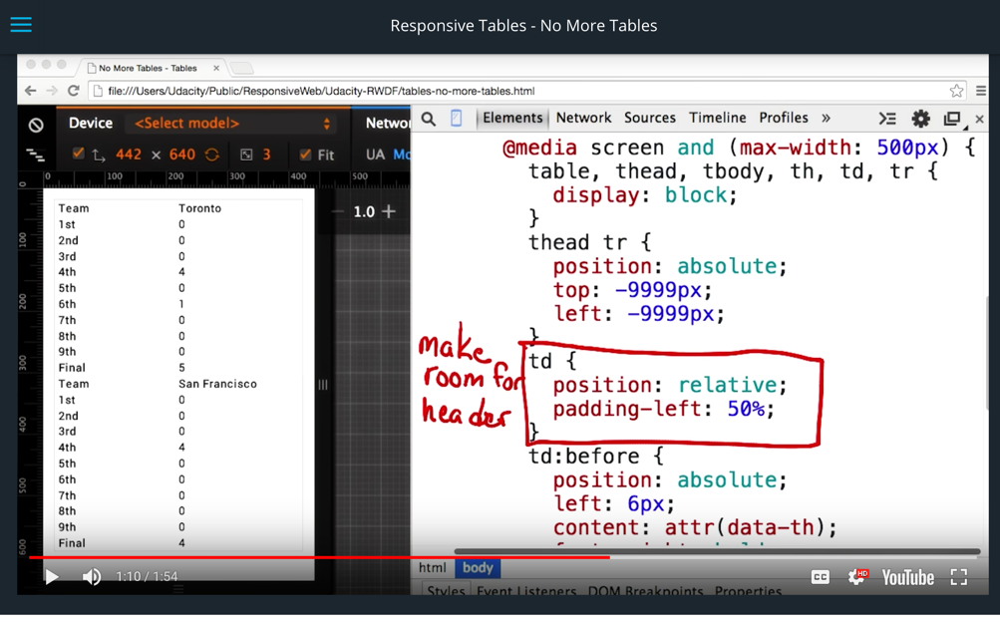 Responsive Tables - No More Tables
No More Tables - Tables
file:///Users/Udacity/Public/ResponsiveWeb/Udacity-RWDF/tables-no-more-tables.html
Device <Select model> Networ
442 × 640 3 Fit UA Mo
Elements Network Sources Timeline Profiles »
0 100 200 300 400 500
0
100
200
300
400
500
600
1.0
Team Toronto
1st 0
2nd 0
3rd 0
4th 4
5th 0
6th 1
7th 0
8th 0
9th 0
Final 5
Team San Francisco
1st 0
2nd 0
3rd 0
4th 4
5th 0
6th 0
7th 0
8th 0
9th 0
Final 4
@media screen and (max-width: 500px) {
table, thead, tbody, th, td, tr {
display: block;
}
thead tr {
position: absolute;
top: -9999px;
left: -9999px;
}
make
room for
header
td {
position: relative;
padding-left: 50%;
}
td:before {
position: absolute;
left: 6px;
content: attr(data-th);
html body
Styles Event Listeners DOM Breakpoints Properties
1:10 / 1:54
CC HD YouTube